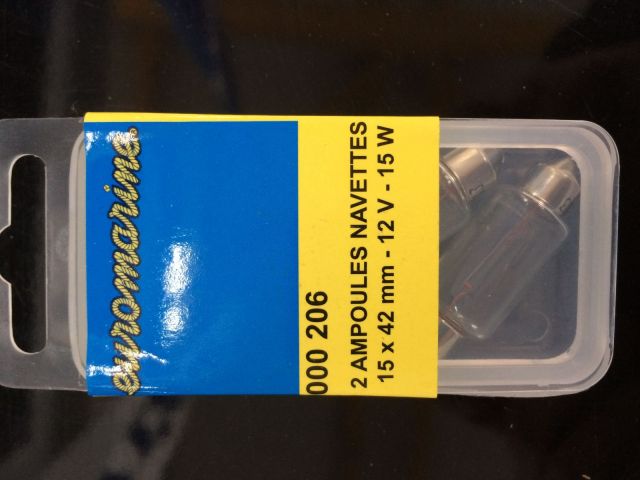 euromarine
000 206
2 AMPOULES NAVETTES
15 x 42 mm - 12 V - 15 W